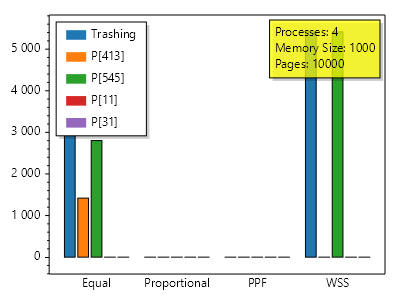 Trashing
P[413]
P[545]
P[11]
P[31]
Processes: 4
Memory Size: 1000
Pages: 10000
5 000
4 000
3 000
2 000
1 000
0
Equal Proportional PPF WSS